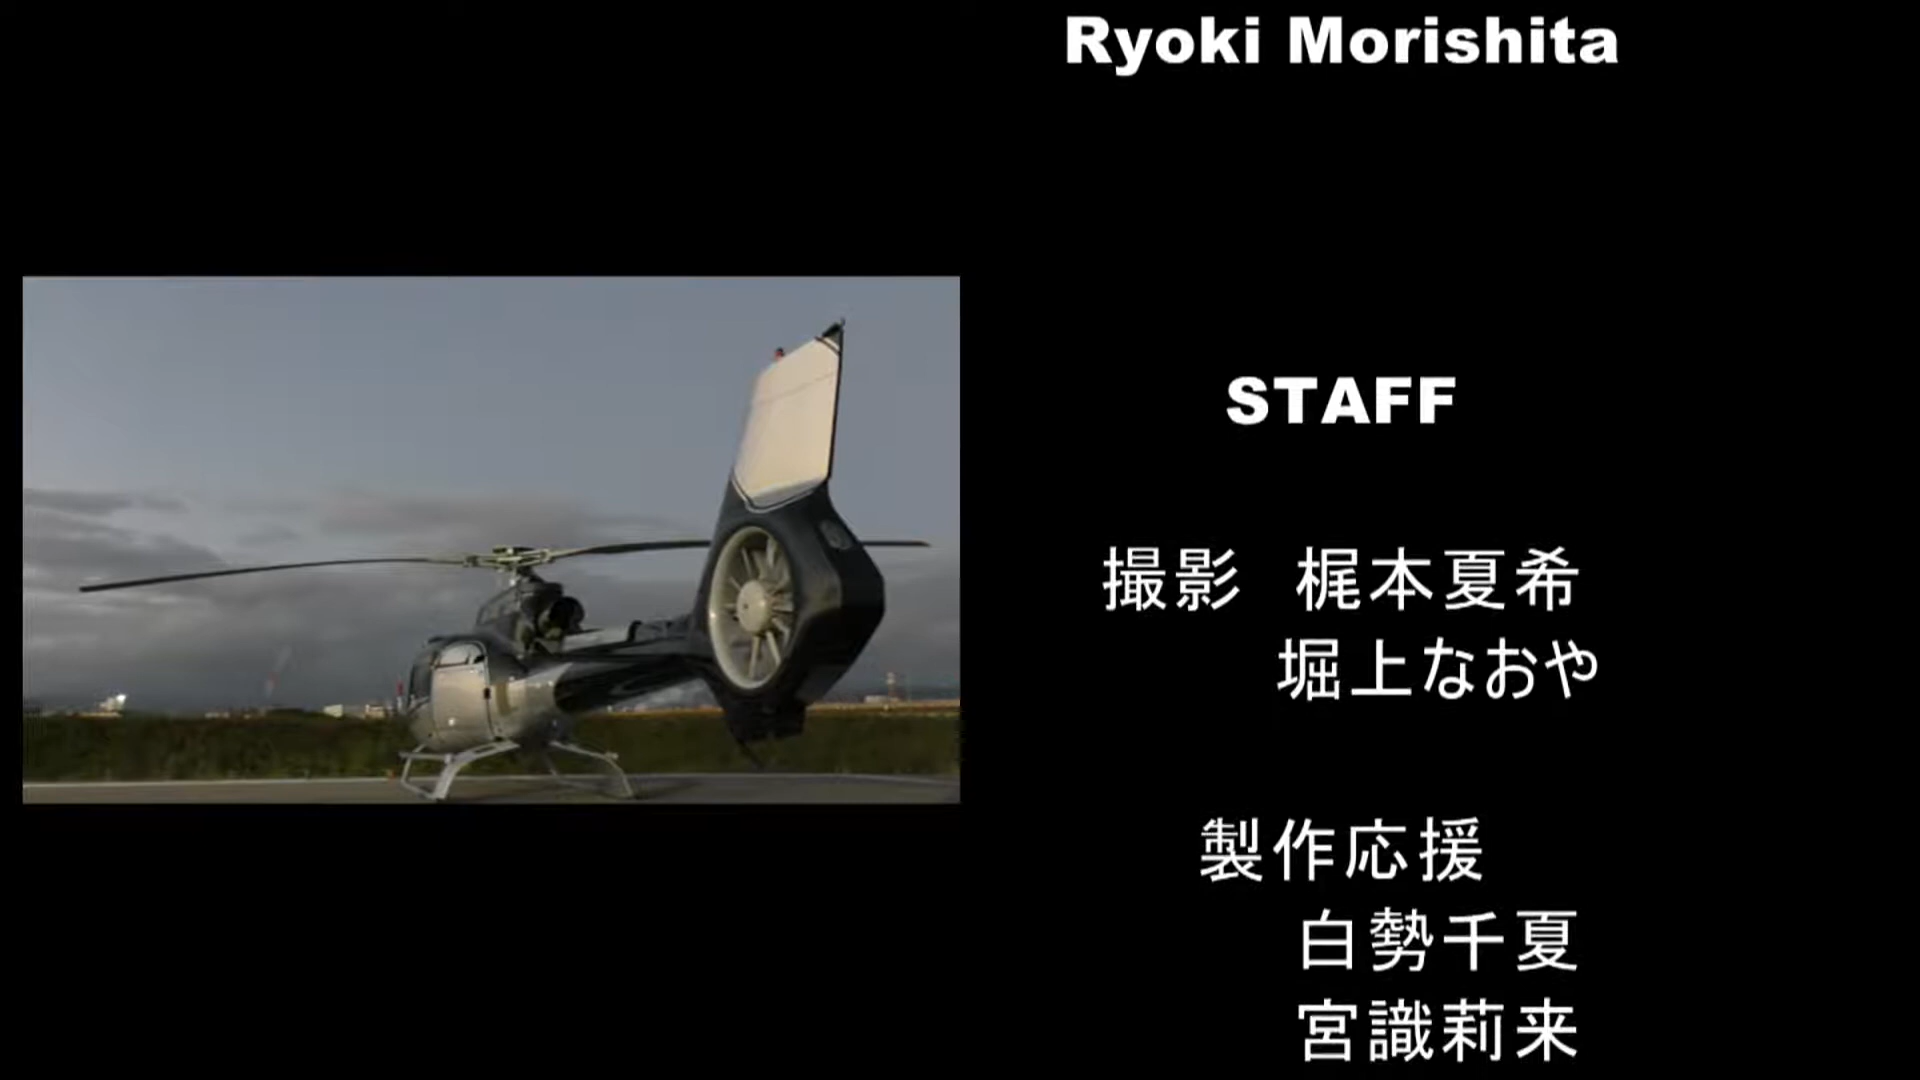 Ryoki Morishita
STAFF
撮影　梶本夏希
堀上なおや
製作応援
白勢千夏
宮識莉来